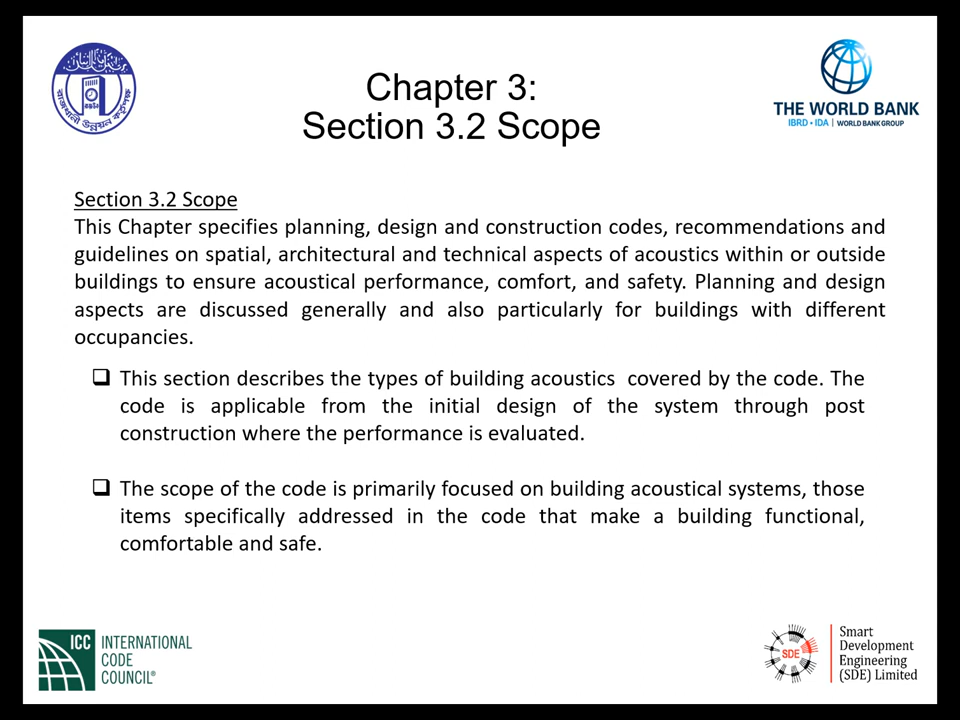 Chapter 3:
Section 3.2 Scope
THE WORLD BANK
IBRD • IDA | WORLD BANK GROUP
Section 3.2 Scope
This Chapter specifies planning, design and construction codes, recommendations and
guidelines on spatial, architectural and technical aspects of acoustics within or outside
buildings to ensure acoustical performance, comfort, and safety. Planning and design
aspects are discussed generally and also particularly for buildings with different
occupancies.
This section describes the types of building acoustics covered by the code. The
code is applicable from the initial design of the system through post
construction where the performance is evaluated.
The scope of the code is primarily focused on building acoustical systems, those
items specifically addressed in the code that make a building functional,
comfortable and safe.
ICC
INTERNATIONAL
CODE
COUNCIL®
SDE
Smart
Development
Engineering
(SDE) Limited